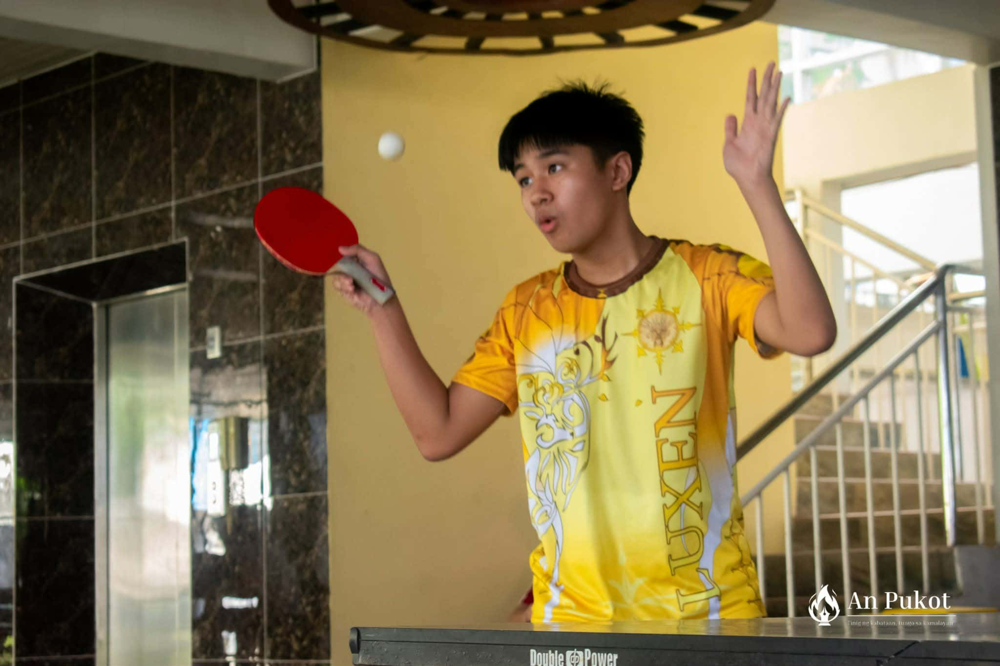 LUXEN
An Pukot
Tinig ng kabataan, tungo sa kamalayan
Double Power